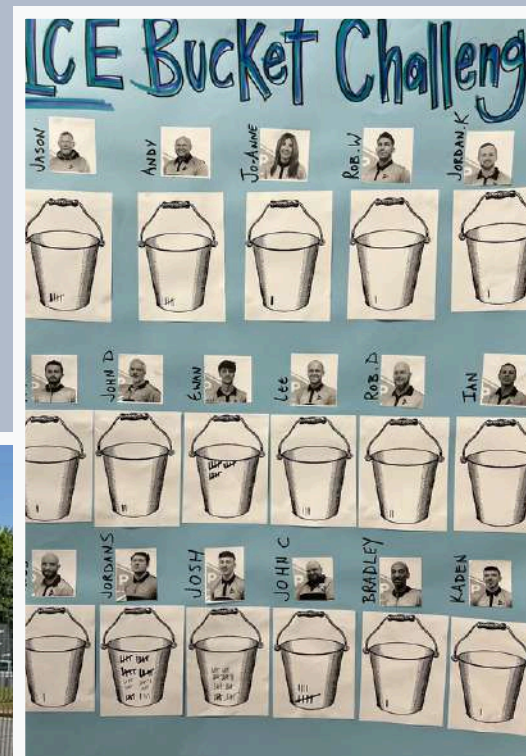 ICE Bucket Challeng
JASON
ANDY
JO-ANNE
ROB.W
JORDAN.K
JOHN D
EWAN
Lee
ROB.D
IAN
JORDAN S
JOSH
JOHN C
BRADLEY
KADEN